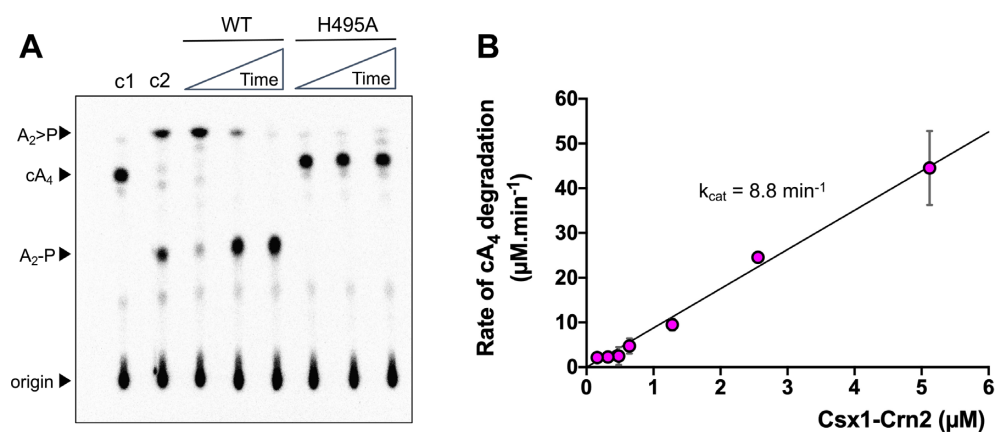 A
WT
H495A
c1
c2
Time
Time
A₂>P
cA₄
A₂-P
origin
B
Rate of cA₄ degradation
(µM.min⁻¹)
60
50
40
30
20
10
0
k_cat = 8.8 min⁻¹
0
1
2
3
4
5
6
Csx1-Crn2 (µM)